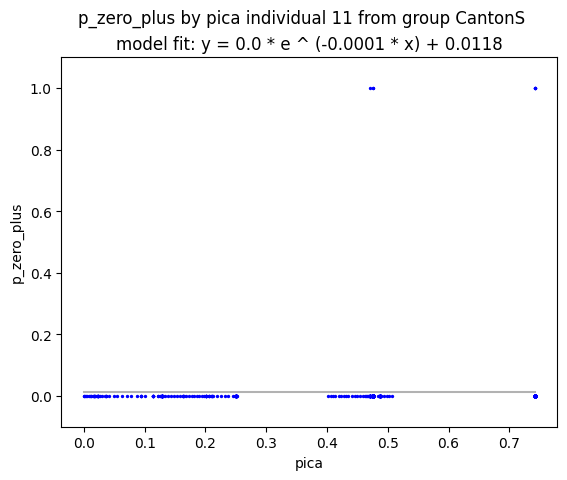 p_zero_plus by pica individual 11 from group CantonS
model fit: y = 0.0 * e ^ (-0.0001 * x) + 0.0118
1.0
0.8
0.6
0.4
0.2
0.0
p_zero_plus
0.0 0.1 0.2 0.3 0.4 0.5 0.6 0.7
pica